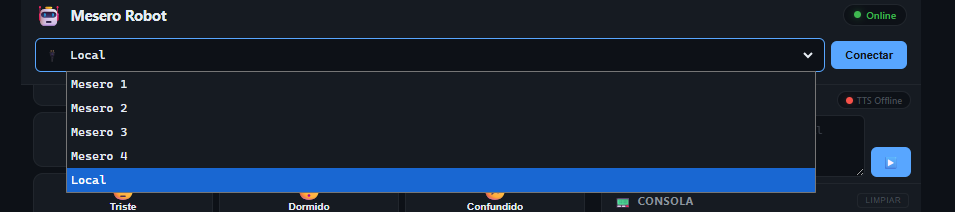 Mesero Robot
Online
Local
Conectar
Mesero 1
Mesero 2
Mesero 3
Mesero 4
Local
TTS Offline
Triste
Dormido
Confundido
CONSOLA
LIMPIAR